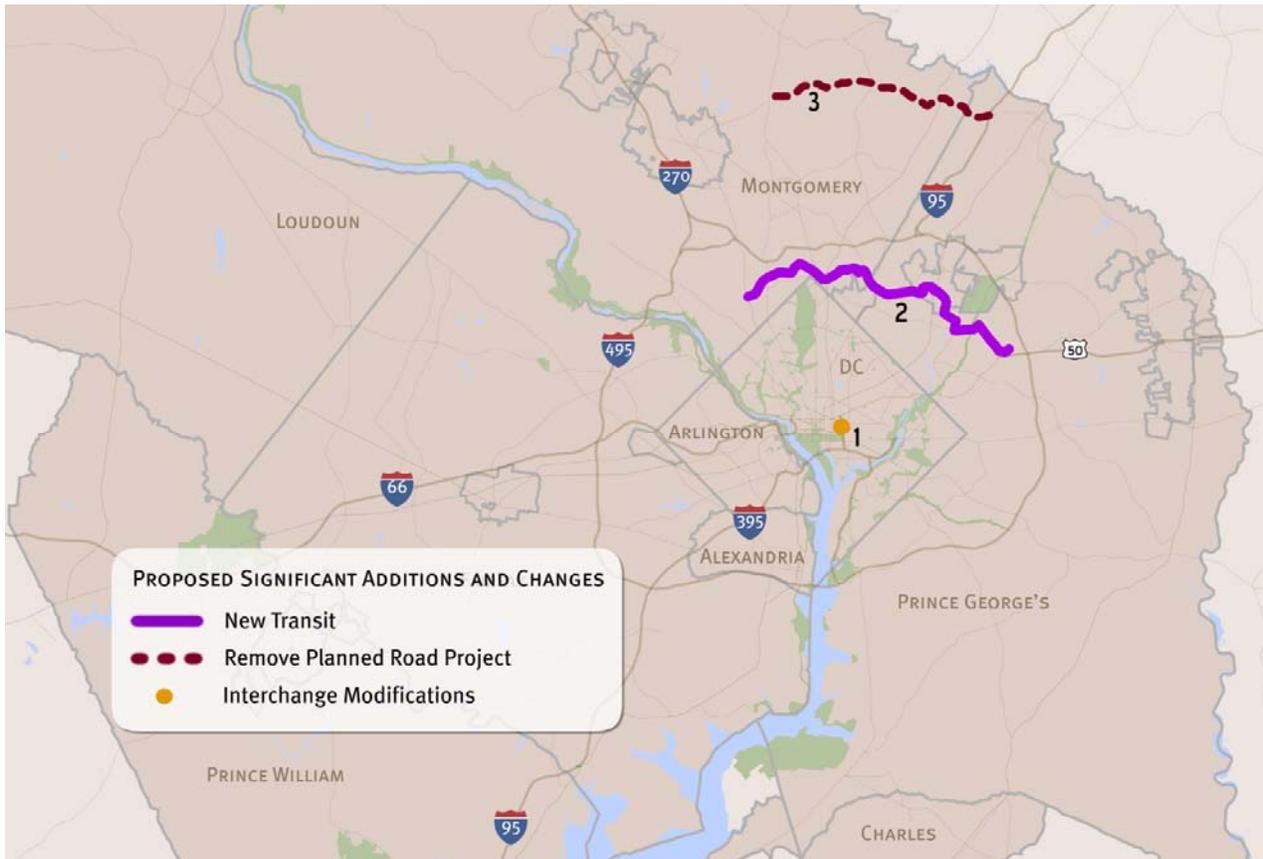 3
270
MONTGOMERY
95
LOUDOUN
2
495
50
DC
ARLINGTON
1
66
395
ALEXANDRIA
PROPOSED SIGNIFICANT ADDITIONS AND CHANGES
New Transit
Remove Planned Road Project
Interchange Modifications
PRINCE GEORGE'S
PRINCE WILLIAM
95
CHARLES